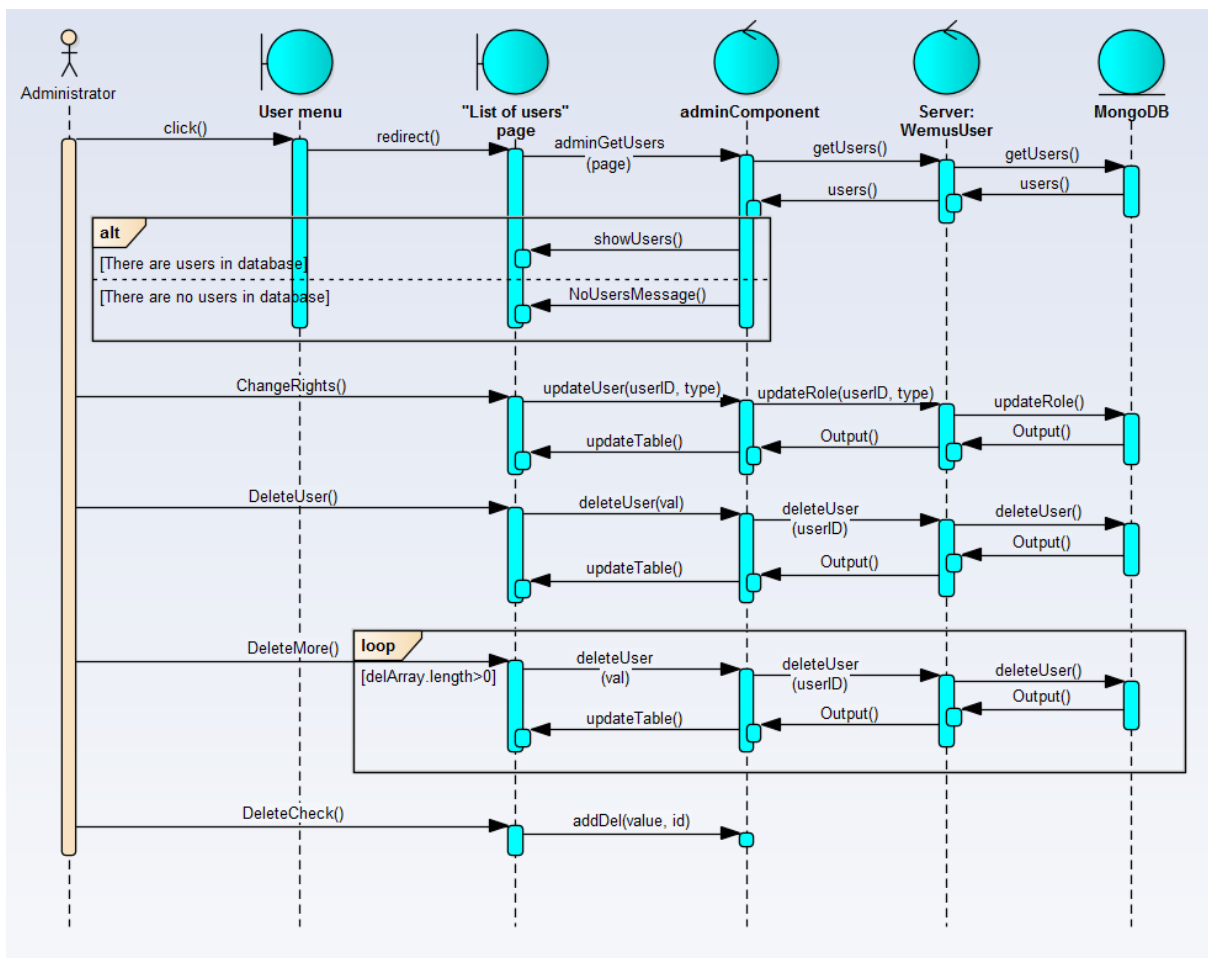 Administrator
User menu
"List of users"
page
adminComponent
Server:
WemusUser
MongoDB
click()
redirect()
adminGetUsers
(page)
getUsers()
getUsers()
users()
users()
alt
showUsers()
[There are users in database]
NoUsersMessage()
[There are no users in database]
ChangeRights()
updateUser(userID, type)
updateRole(userID, type)
updateRole()
updateTable()
Output()
Output()
DeleteUser()
deleteUser(val)
deleteUser
(userID)
deleteUser()
updateTable()
Output()
Output()
DeleteMore()
loop
[delArray.length>0]
deleteUser
(val)
deleteUser
(userID)
deleteUser()
updateTable()
Output()
Output()
DeleteCheck()
addDel(value, id)